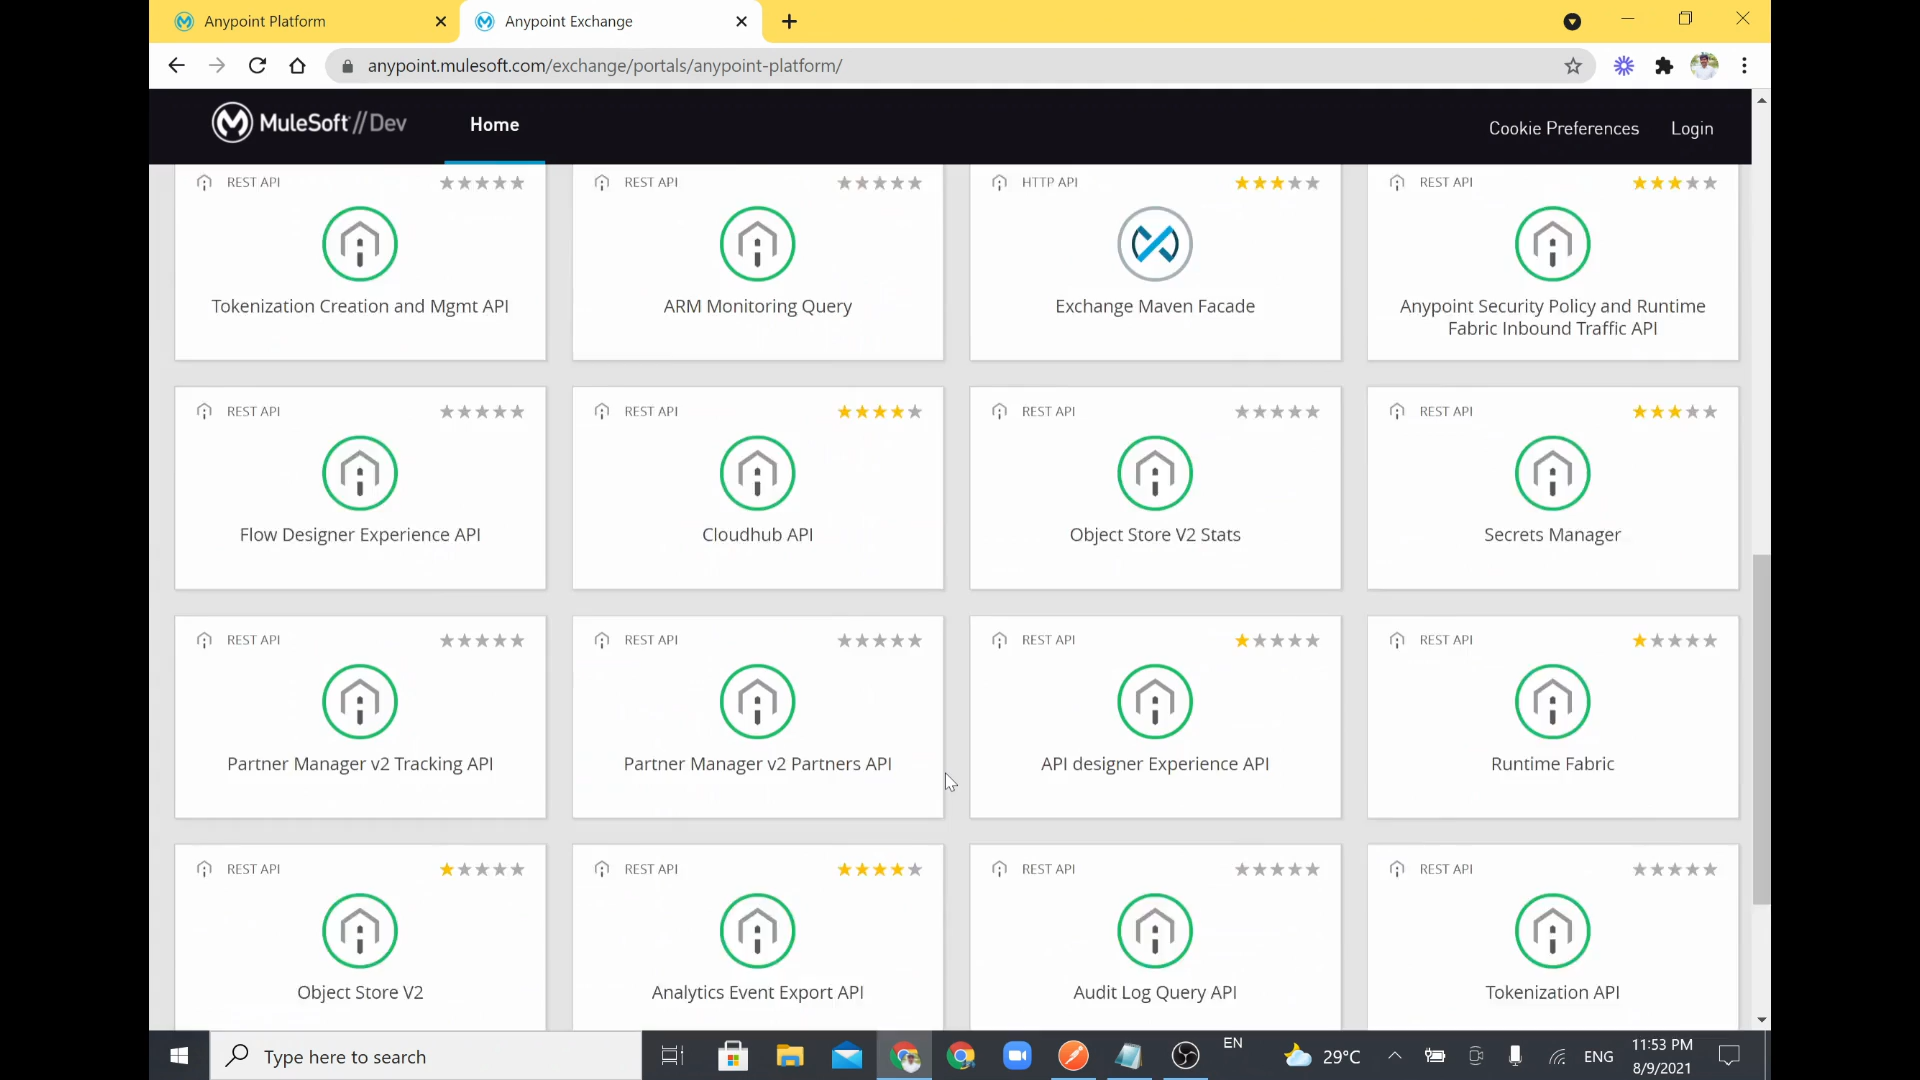 Anypoint Platform
Anypoint Exchange
anypoint.mulesoft.com/exchange/portals/anypoint-platform/
MuleSoft//Dev
Home
Cookie Preferences
Login
REST API
REST API
HTTP API
REST API
Tokenization Creation and Mgmt API
ARM Monitoring Query
Exchange Maven Facade
Anypoint Security Policy and Runtime
Fabric Inbound Traffic API
REST API
REST API
REST API
REST API
Flow Designer Experience API
Cloudhub API
Object Store V2 Stats
Secrets Manager
REST API
REST API
REST API
REST API
Partner Manager v2 Tracking API
Partner Manager v2 Partners API
API designer Experience API
Runtime Fabric
REST API
REST API
REST API
REST API
Object Store V2
Analytics Event Export API
Audit Log Query API
Tokenization API
Type here to search
EN
29°C
ENG
11:53 PM
8/9/2021